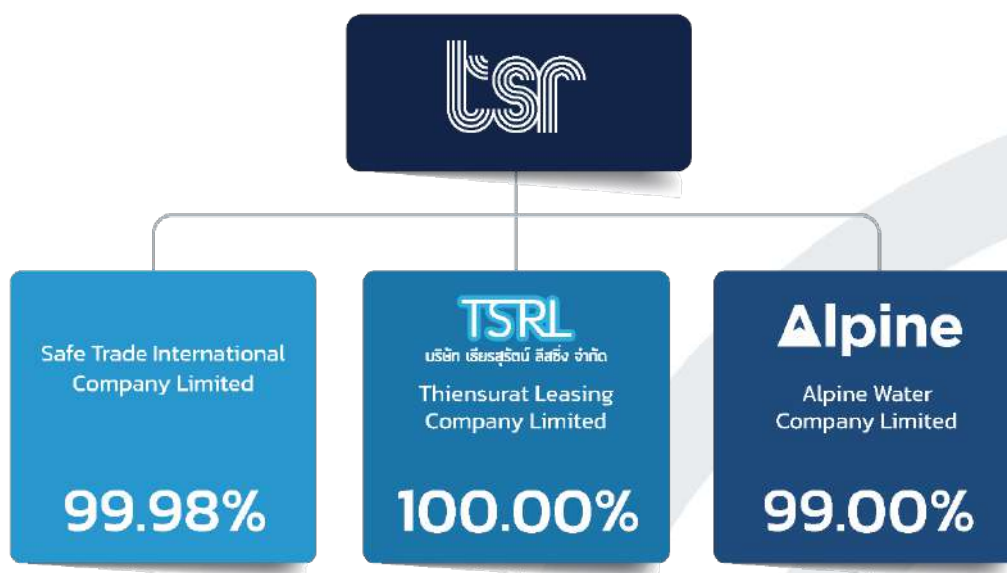 tsr
Safe Trade International
Company Limited
99.98%
TSRL
บริษัท เธียรสุรัตน์ ลีสซิ่ง จำกัด
Thiensurat Leasing
Company Limited
100.00%
Alpine
Alpine Water
Company Limited
99.00%